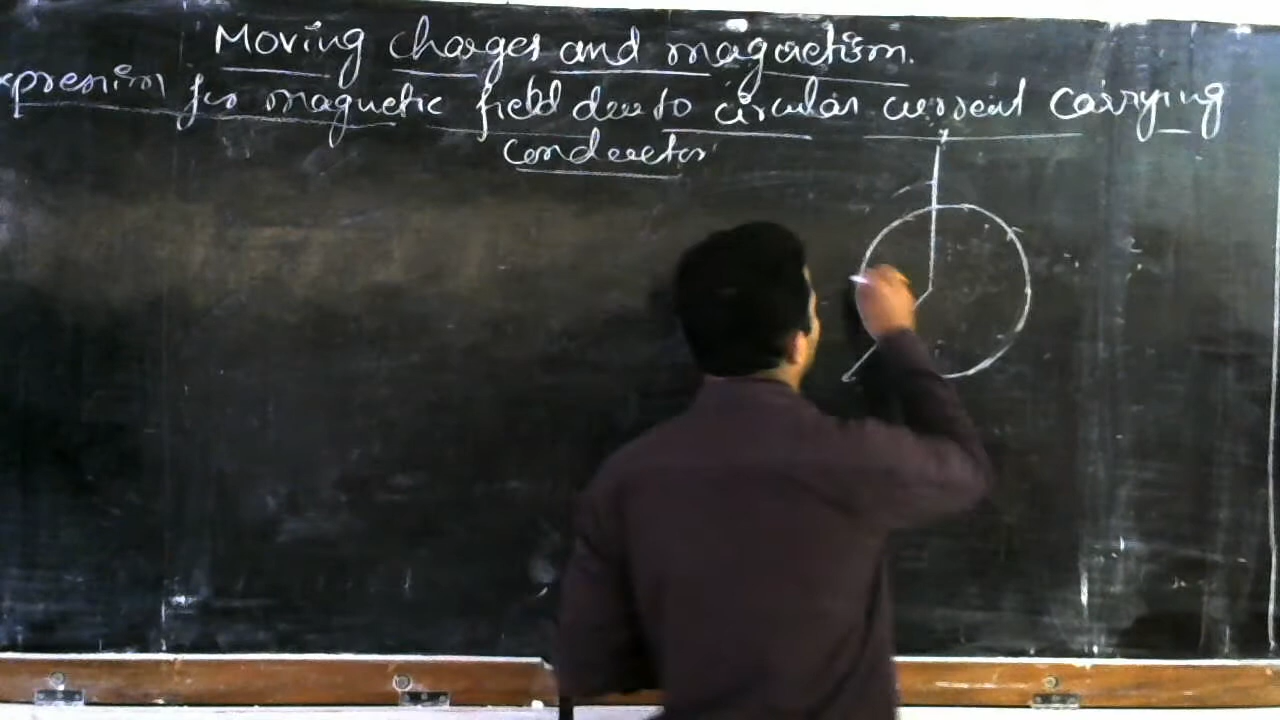 Moving charges and magnetism.
xpression for magnetic field due to circular current carrying
conductor